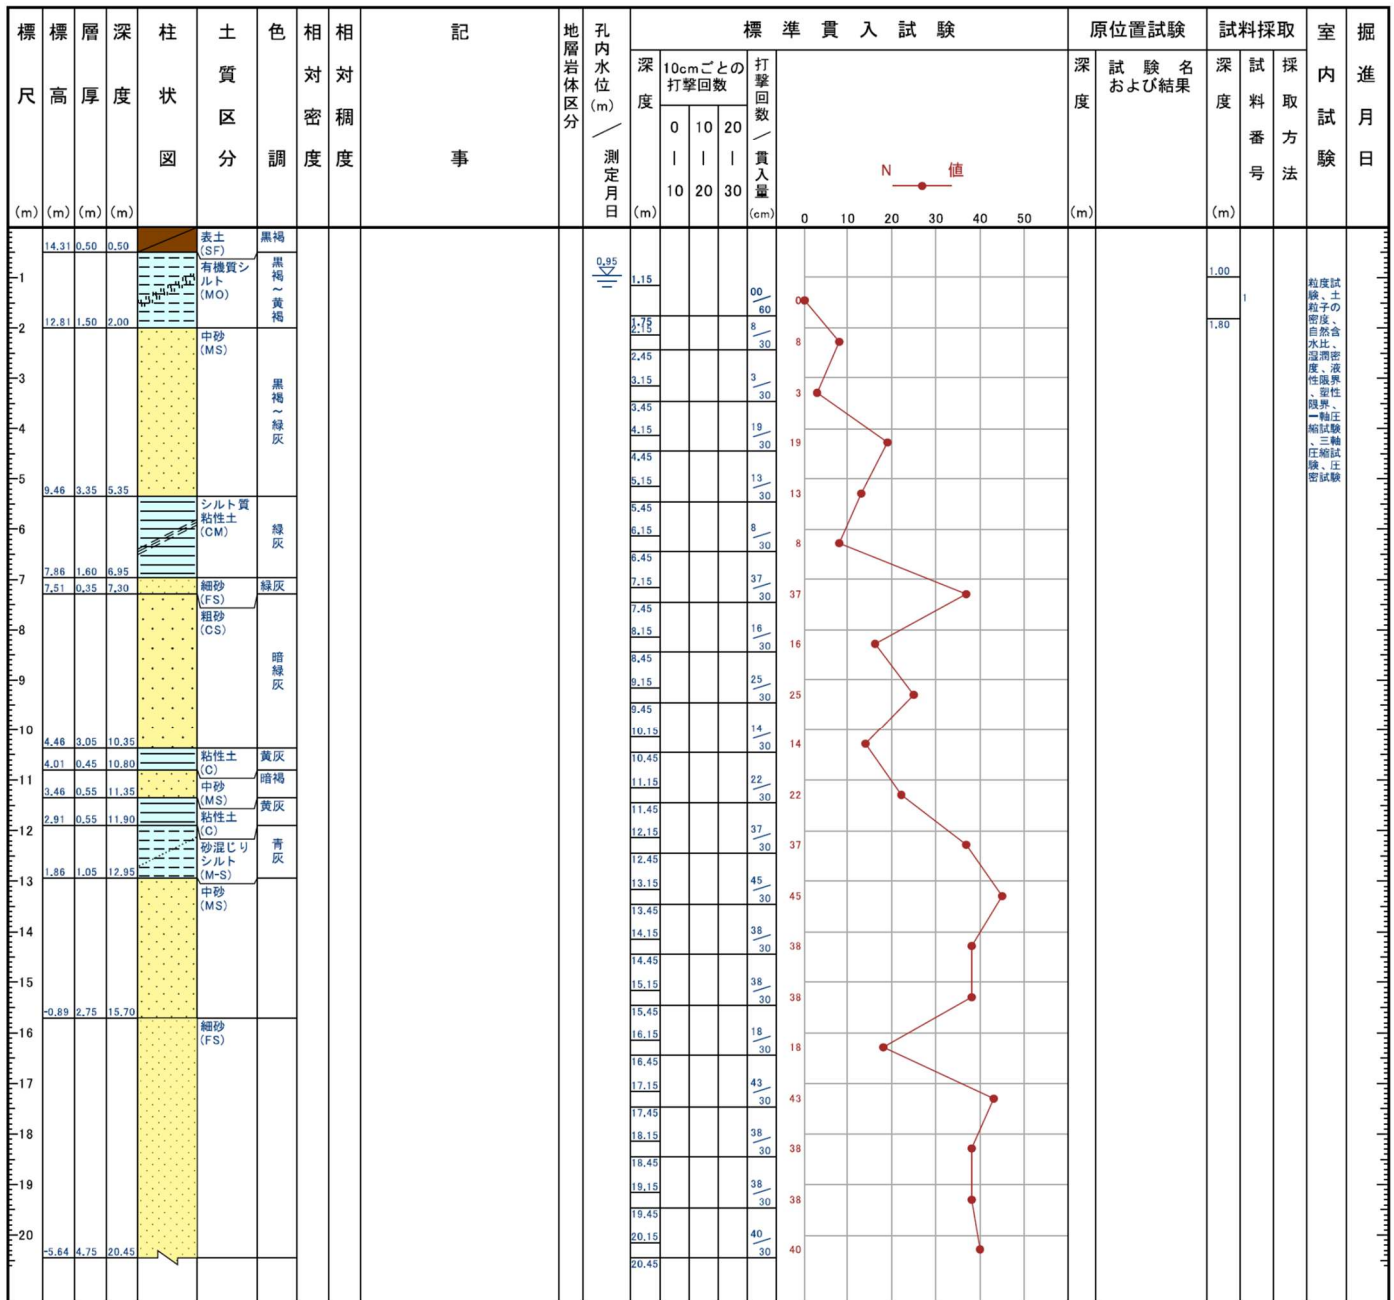 標尺
(m)
標高
(m)
層厚
(m)
深度
(m)
柱状図
土質区分
色調
相対密度
相対稠度
記事
地層岩体区分
孔内水位
(m)
/
測定月日
標準貫入試験
深度
(m)
10cmごとの
打撃回数
0
|
10
10
|
20
20
|
30
打撃回数
/
貫入量
(cm)
N 値
0 10 20 30 40 50
原位置試験
深度
(m)
試験名
および結果
試料採取
深度
(m)
試料番号
採取方法
室内試験
掘進月日
1
2
3
4
5
6
7
8
9
10
11
12
13
14
15
16
17
18
19
20
14.31 0.50 0.50
表土
(SF)
黒褐
12.81 1.50 2.00
有機質シ
ルト
(MO)
黒褐~黄褐
9.46 3.35 5.35
中砂
(MS)
黒褐~緑灰
7.86 1.60 6.95
シルト質
粘性土
(CM)
緑灰
7.51 0.35 7.30
細砂
(FS)
緑灰
4.46 3.05 10.35
粗砂
(CS)
暗緑灰
4.01 0.45 10.80
粘性土
(C)
黄灰
3.46 0.55 11.35
中砂
(MS)
暗褐
2.91 0.55 11.90
粘性土
(C)
黄灰
1.86 1.05 12.95
砂混じり
シルト
(M-S)
青灰
-0.89 2.75 15.70
中砂
(MS)
-5.64 4.75 20.45
細砂
(FS)
0.95
1.15
1.75
00/60
0
2.15
2.45
8/30
8
3.15
3.45
3/30
3
4.15
4.45
19/30
19
5.15
5.45
13/30
13
6.15
6.45
8/30
8
7.15
7.45
37/30
37
8.15
8.45
16/30
16
9.15
9.45
25/30
25
10.15
10.45
14/30
14
11.15
11.45
22/30
22
12.15
12.45
37/30
37
13.15
13.45
45/30
45
14.15
14.45
38/30
38
15.15
15.45
38/30
38
16.15
16.45
18/30
18
17.15
17.45
43/30
43
18.15
18.45
38/30
38
19.15
19.45
38/30
38
20.15
20.45
40/30
40
1.00
1.80
1
粒度試
験、土
粒子の
密度、
自然含
水比、
湿潤密
度、液
性限界
、塑性
限界、
一軸圧
縮試験
、三軸
圧縮試
験、圧
密試験